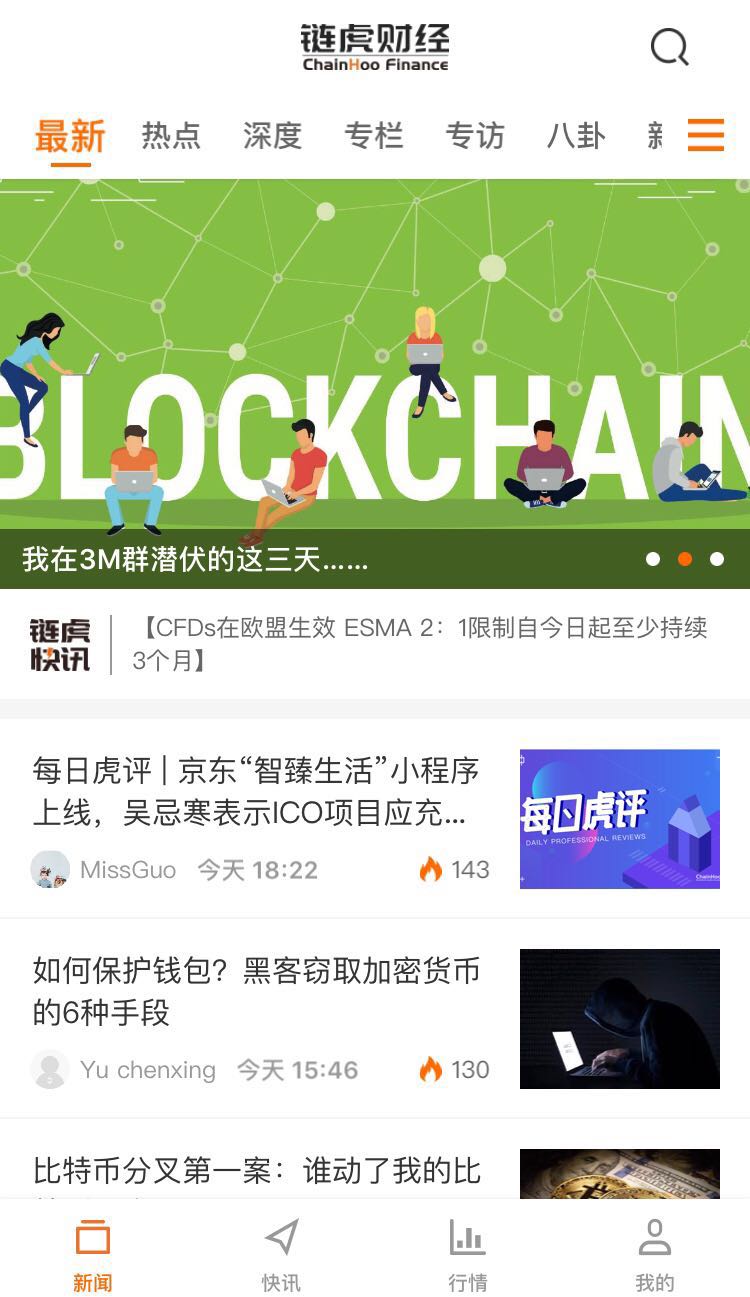 链虎财经
ChainHoo Finance
最新 热点 深度 专栏 专访 八卦
BLOCKCHAIN
我在3M群潜伏的这三天……
链虎
快讯
【CFDs在欧盟生效 ESMA 2：1限制自今日起至少持续
3个月】
每日虎评 | 京东“智臻生活”小程序
上线，吴忌寒表示ICO项目应充...
MissGuo 今天 18:22 143
每日虎评
DAILY PROFESSIONAL REVIEWS
ChainHoo
如何保护钱包？黑客窃取加密货币
的6种手段
Yu chenxing 今天 15:46 130
比特币分叉第一案：谁动了我的比
新闻 快讯 行情 我的